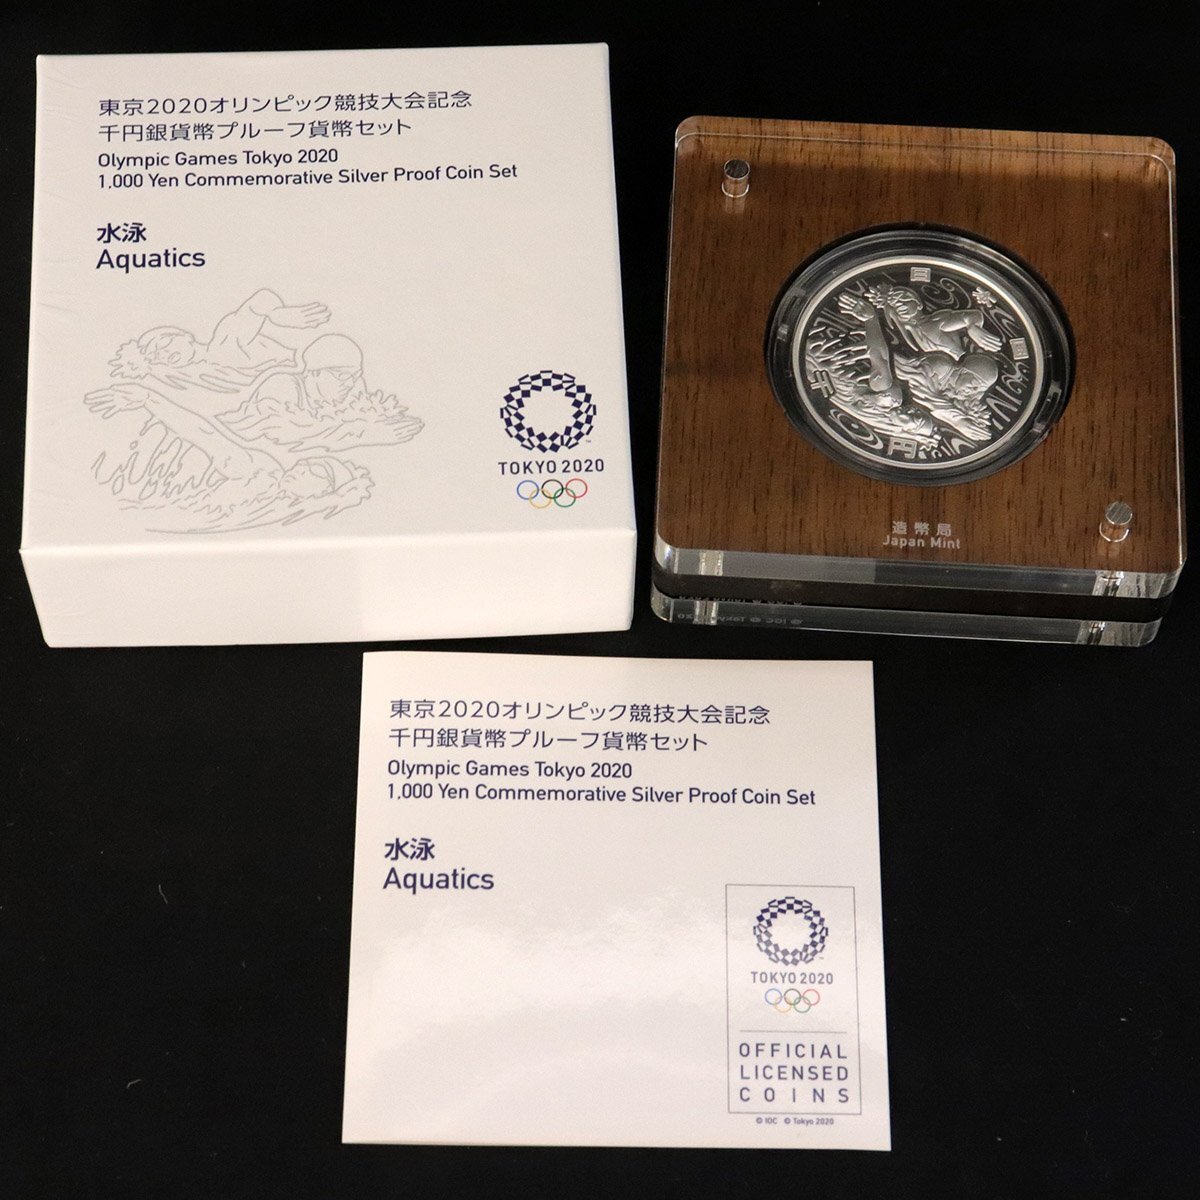 東京2020オリンピック競技大会記念
千円銀貨幣プルーフ貨幣セット
Olympic Games Tokyo 2020
1,000 Yen Commemorative Silver Proof Coin Set
水泳
Aquatics
TOKYO 2020
日本国
千円
造幣局
Japan Mint
東京2020オリンピック競技大会記念
千円銀貨幣プルーフ貨幣セット
Olympic Games Tokyo 2020
1,000 Yen Commemorative Silver Proof Coin Set
水泳
Aquatics
TOKYO 2020
OFFICIAL
LICENSED
COINS
© IOC © Tokyo 2020